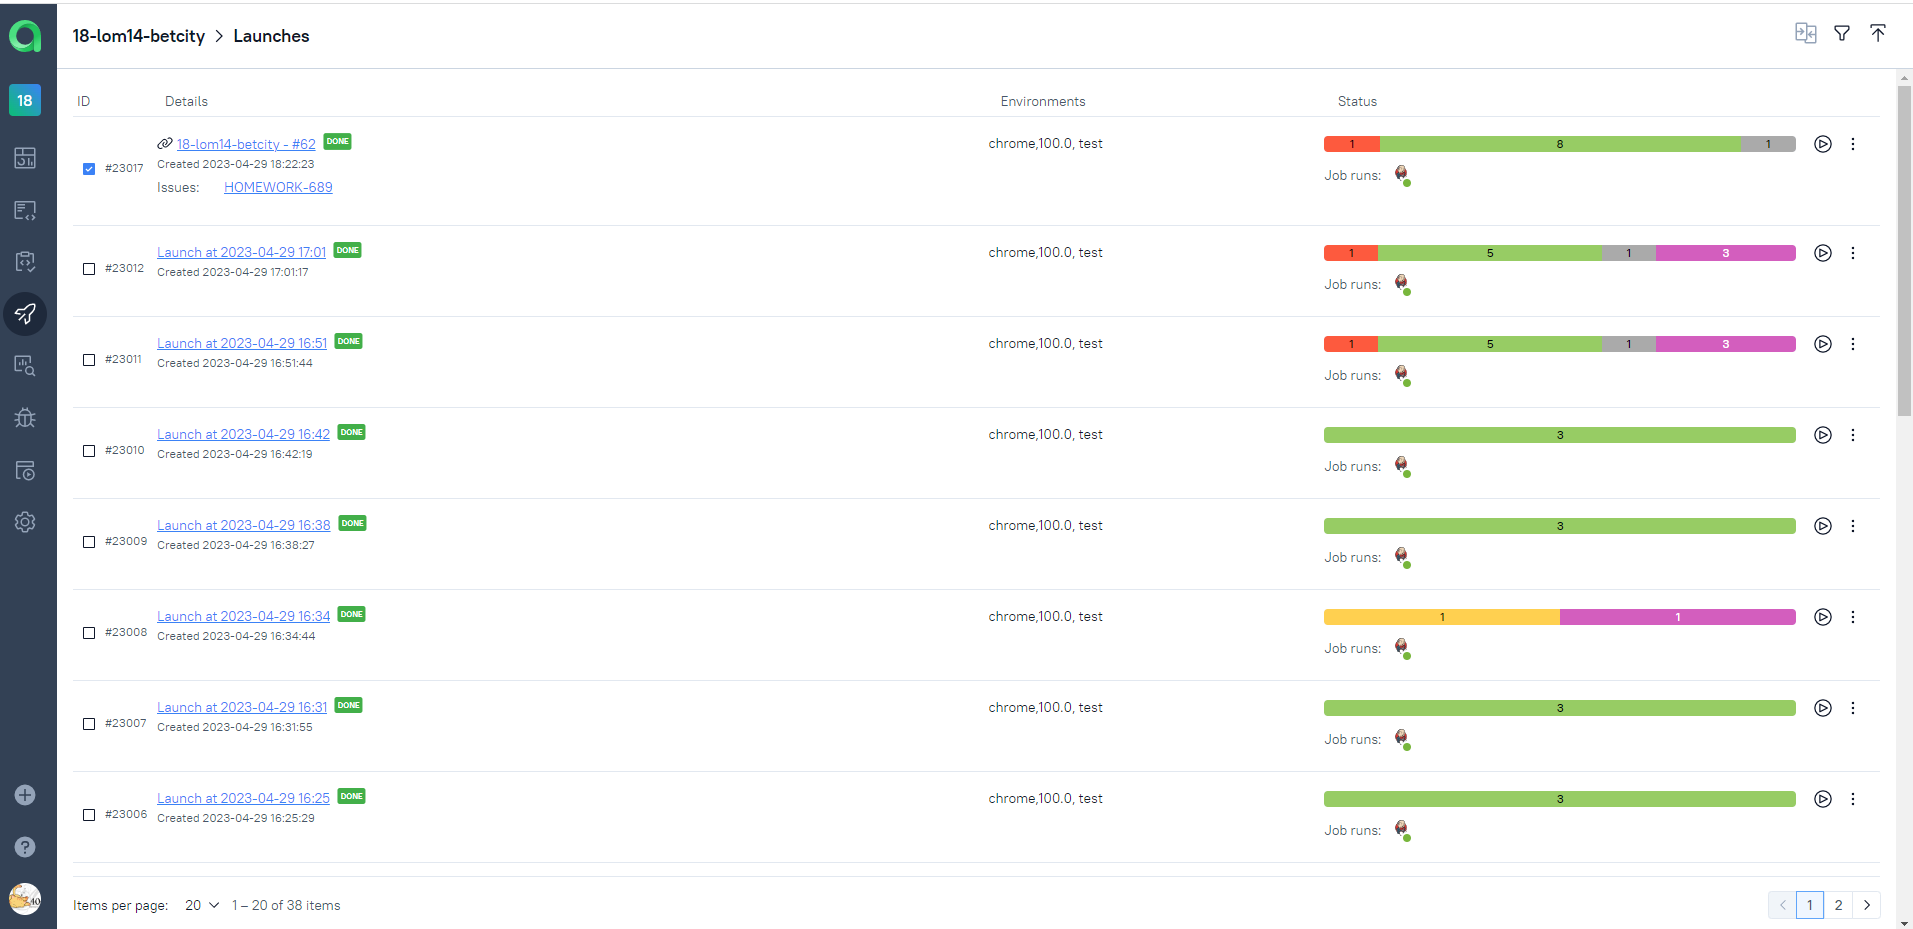 18-lom14-betcity > Launches
18
ID Details Environments Status
18-lom14-betcity - #62 DONE chrome,100.0, test 1 8 1
Created 2023-04-29 18:22:23
#23017
Job runs:
Issues: HOMEWORK-689
Launch at 2023-04-29 17:01 DONE chrome,100.0, test 1 5 1 3
#23012 Created 2023-04-29 17:01:17
Job runs:
Launch at 2023-04-29 16:51 DONE chrome,100.0, test 1 5 1 3
#23011 Created 2023-04-29 16:51:44
Job runs:
Launch at 2023-04-29 16:42 DONE chrome,100.0, test 3
#23010 Created 2023-04-29 16:42:19
Job runs:
Launch at 2023-04-29 16:38 DONE chrome,100.0, test 3
#23009 Created 2023-04-29 16:38:27
Job runs:
Launch at 2023-04-29 16:34 DONE chrome,100.0, test 1 1
#23008 Created 2023-04-29 16:34:44
Job runs:
Launch at 2023-04-29 16:31 DONE chrome,100.0, test 3
#23007 Created 2023-04-29 16:31:55
Job runs:
Launch at 2023-04-29 16:25 DONE chrome,100.0, test 3
#23006 Created 2023-04-29 16:25:29
Job runs:
Items per page: 20 1 – 20 of 38 items < 1 2 >